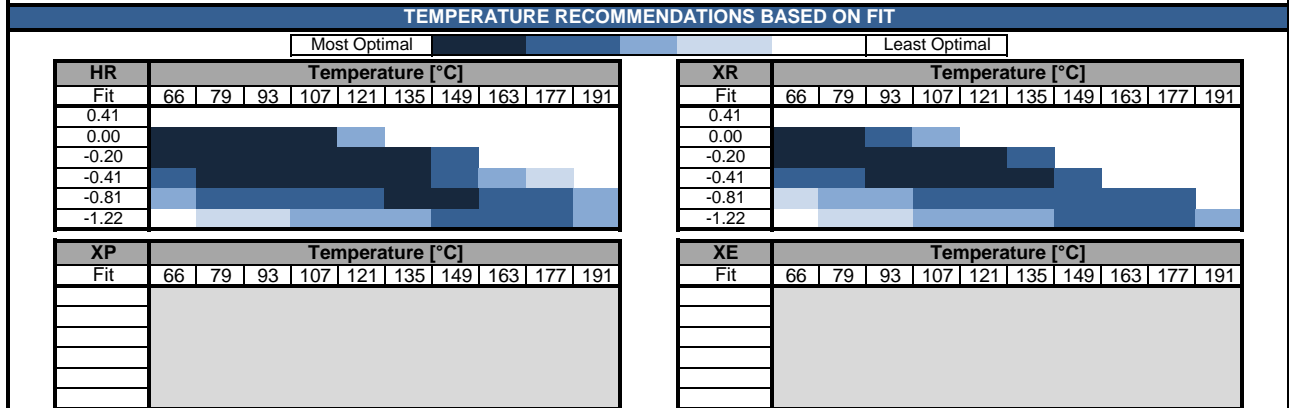 TEMPERATURE RECOMMENDATIONS BASED ON FIT
Most Optimal Least Optimal
HR Temperature [°C]
Fit 66 79 93 107 121 135 149 163 177 191
0.41
0.00
-0.20
-0.41
-0.81
-1.22
XR Temperature [°C]
Fit 66 79 93 107 121 135 149 163 177 191
0.41
0.00
-0.20
-0.41
-0.81
-1.22
XP Temperature [°C]
Fit 66 79 93 107 121 135 149 163 177 191
XE Temperature [°C]
Fit 66 79 93 107 121 135 149 163 177 191